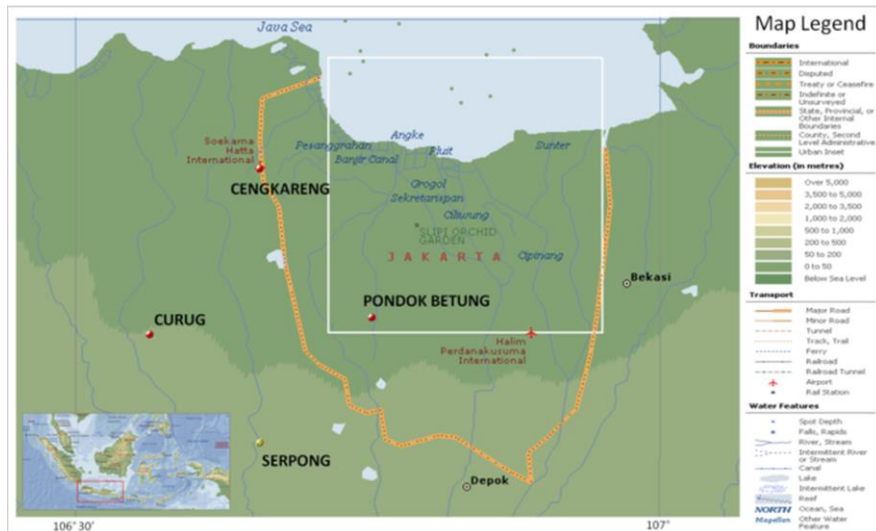 Java Sea
Map Legend
Boundaries
International
Disputed
Treaty or Ceasefire
Indefinite or
Unsurveyed
State, Provincial, or
Other Internal
Boundaries
County, Second
Level Administrative
Urban Inset
Elevation (in metres)
Over 5,000
3,500 to 5,000
2,000 to 3,500
1,000 to 2,000
500 to 1,000
200 to 500
50 to 200
0 to 50
Below Sea Level
Transport
Major Road
Minor Road
Tunnel
Track, Trail
Ferry
Railroad
Railroad Tunnel
Airport
Rail Station
Water Features
Spot Depth
Falls, Rapids
River, Stream
Intermittent River
or Stream
Canal
Lake
Intermittent Lake
Reef
NORTH Ocean, Sea
Magellan Other Water
Feature
Soekarna
Hatta
International
CENGKARENG
Pesanggrahan
Angke
Banjir Canal
Pluit
Sunter
Grogol
Sekretarispan
Ciliwung
SLIPI ORCHID
GARDEN
JAKARTA
Cipinang
Bekasi
PONDOK BETUNG
CURUG
Halim
Perdanakusuma
International
SERPONG
Depok
106° 30'
107°